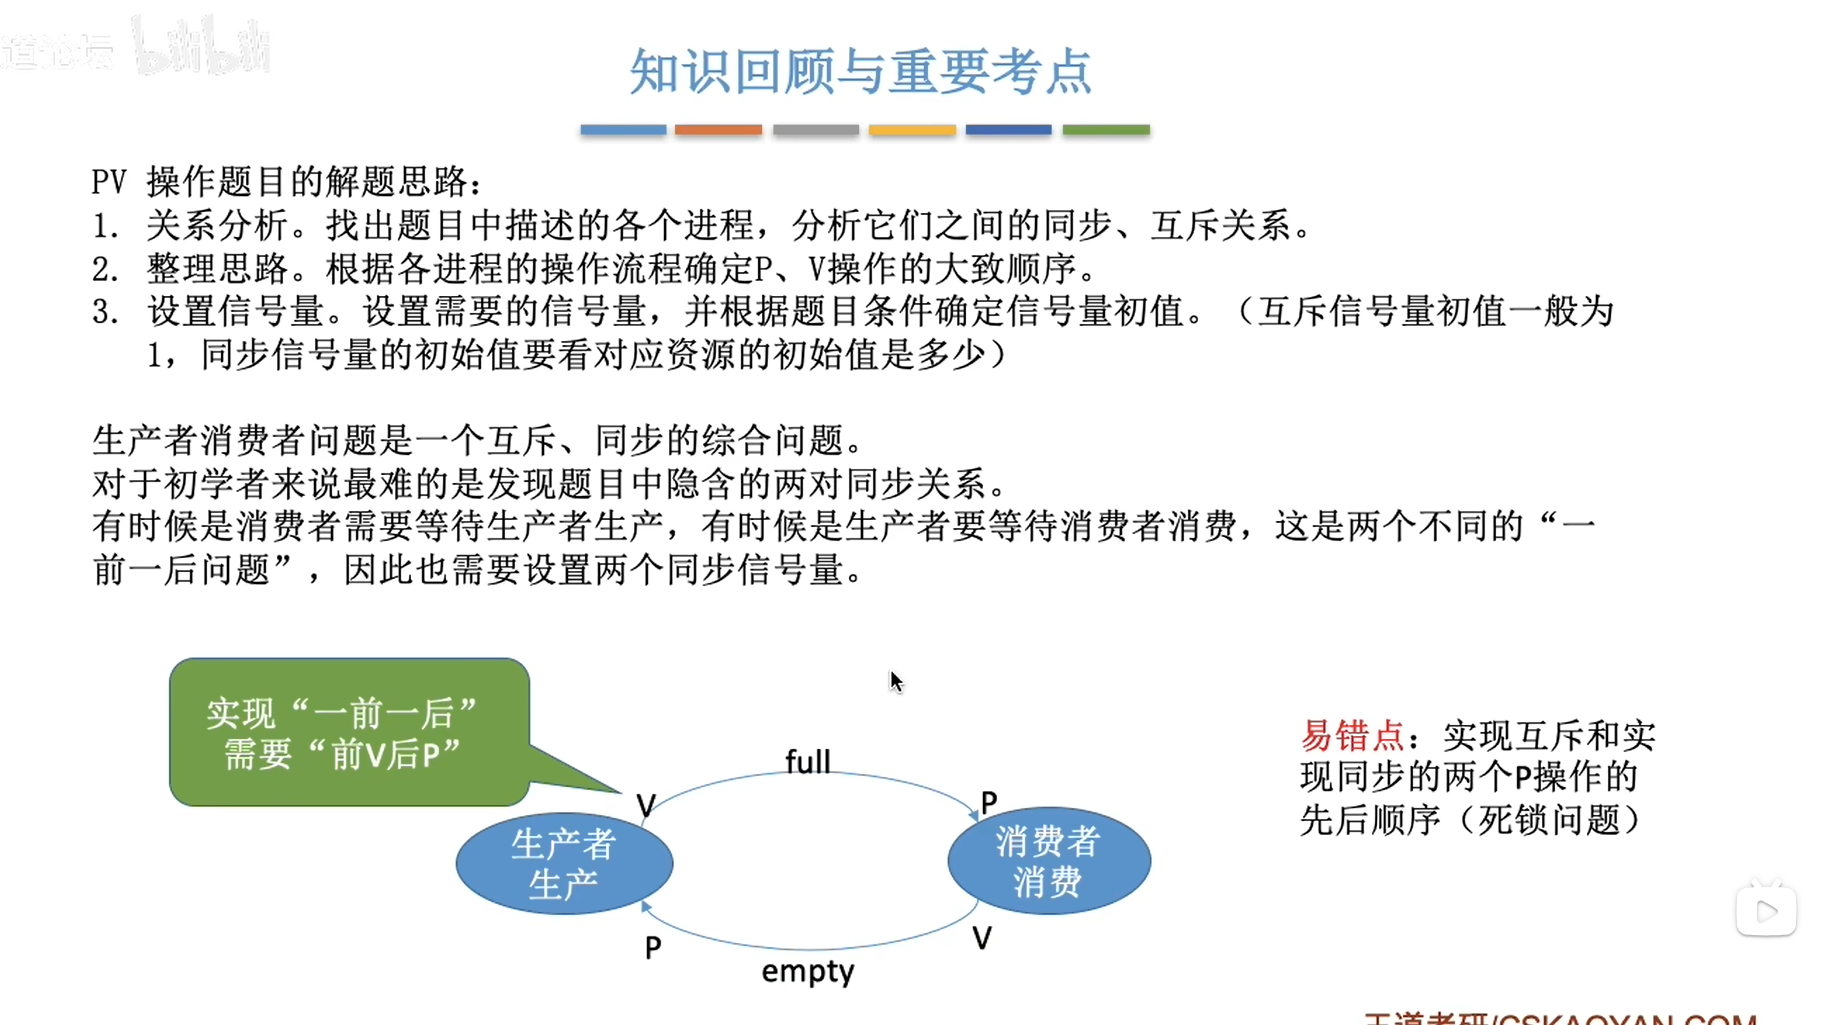 道论坛 bilibili
知识回顾与重要考点
PV 操作题目的解题思路：
1. 关系分析。找出题目中描述的各个进程，分析它们之间的同步、互斥关系。
2. 整理思路。根据各进程的操作流程确定P、V操作的大致顺序。
3. 设置信号量。设置需要的信号量，并根据题目条件确定信号量初值。（互斥信号量初值一般为
1，同步信号量的初始值要看对应资源的初始值是多少）
生产者消费者问题是一个互斥、同步的综合问题。
对于初学者来说最难的是发现题目中隐含的两对同步关系。
有时候是消费者需要等待生产者生产，有时候是生产者要等待消费者消费，这是两个不同的“一
前一后问题”，因此也需要设置两个同步信号量。
实现“一前一后”
需要“前V后P”
full
V
P
生产者
生产
消费者
消费
P
V
empty
易错点：实现互斥和实
现同步的两个P操作的
先后顺序（死锁问题）
王道考研/CSKAOYAN.COM